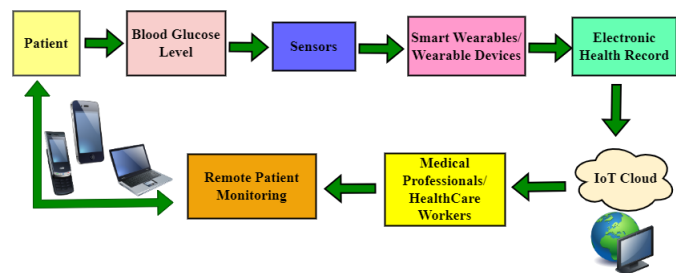 Patient
Blood Glucose
Level
Sensors
Smart Wearables/
Wearable Devices
Electronic
Health Record
IoT Cloud
Medical
Professionals/
HealthCare
Workers
Remote Patient
Monitoring